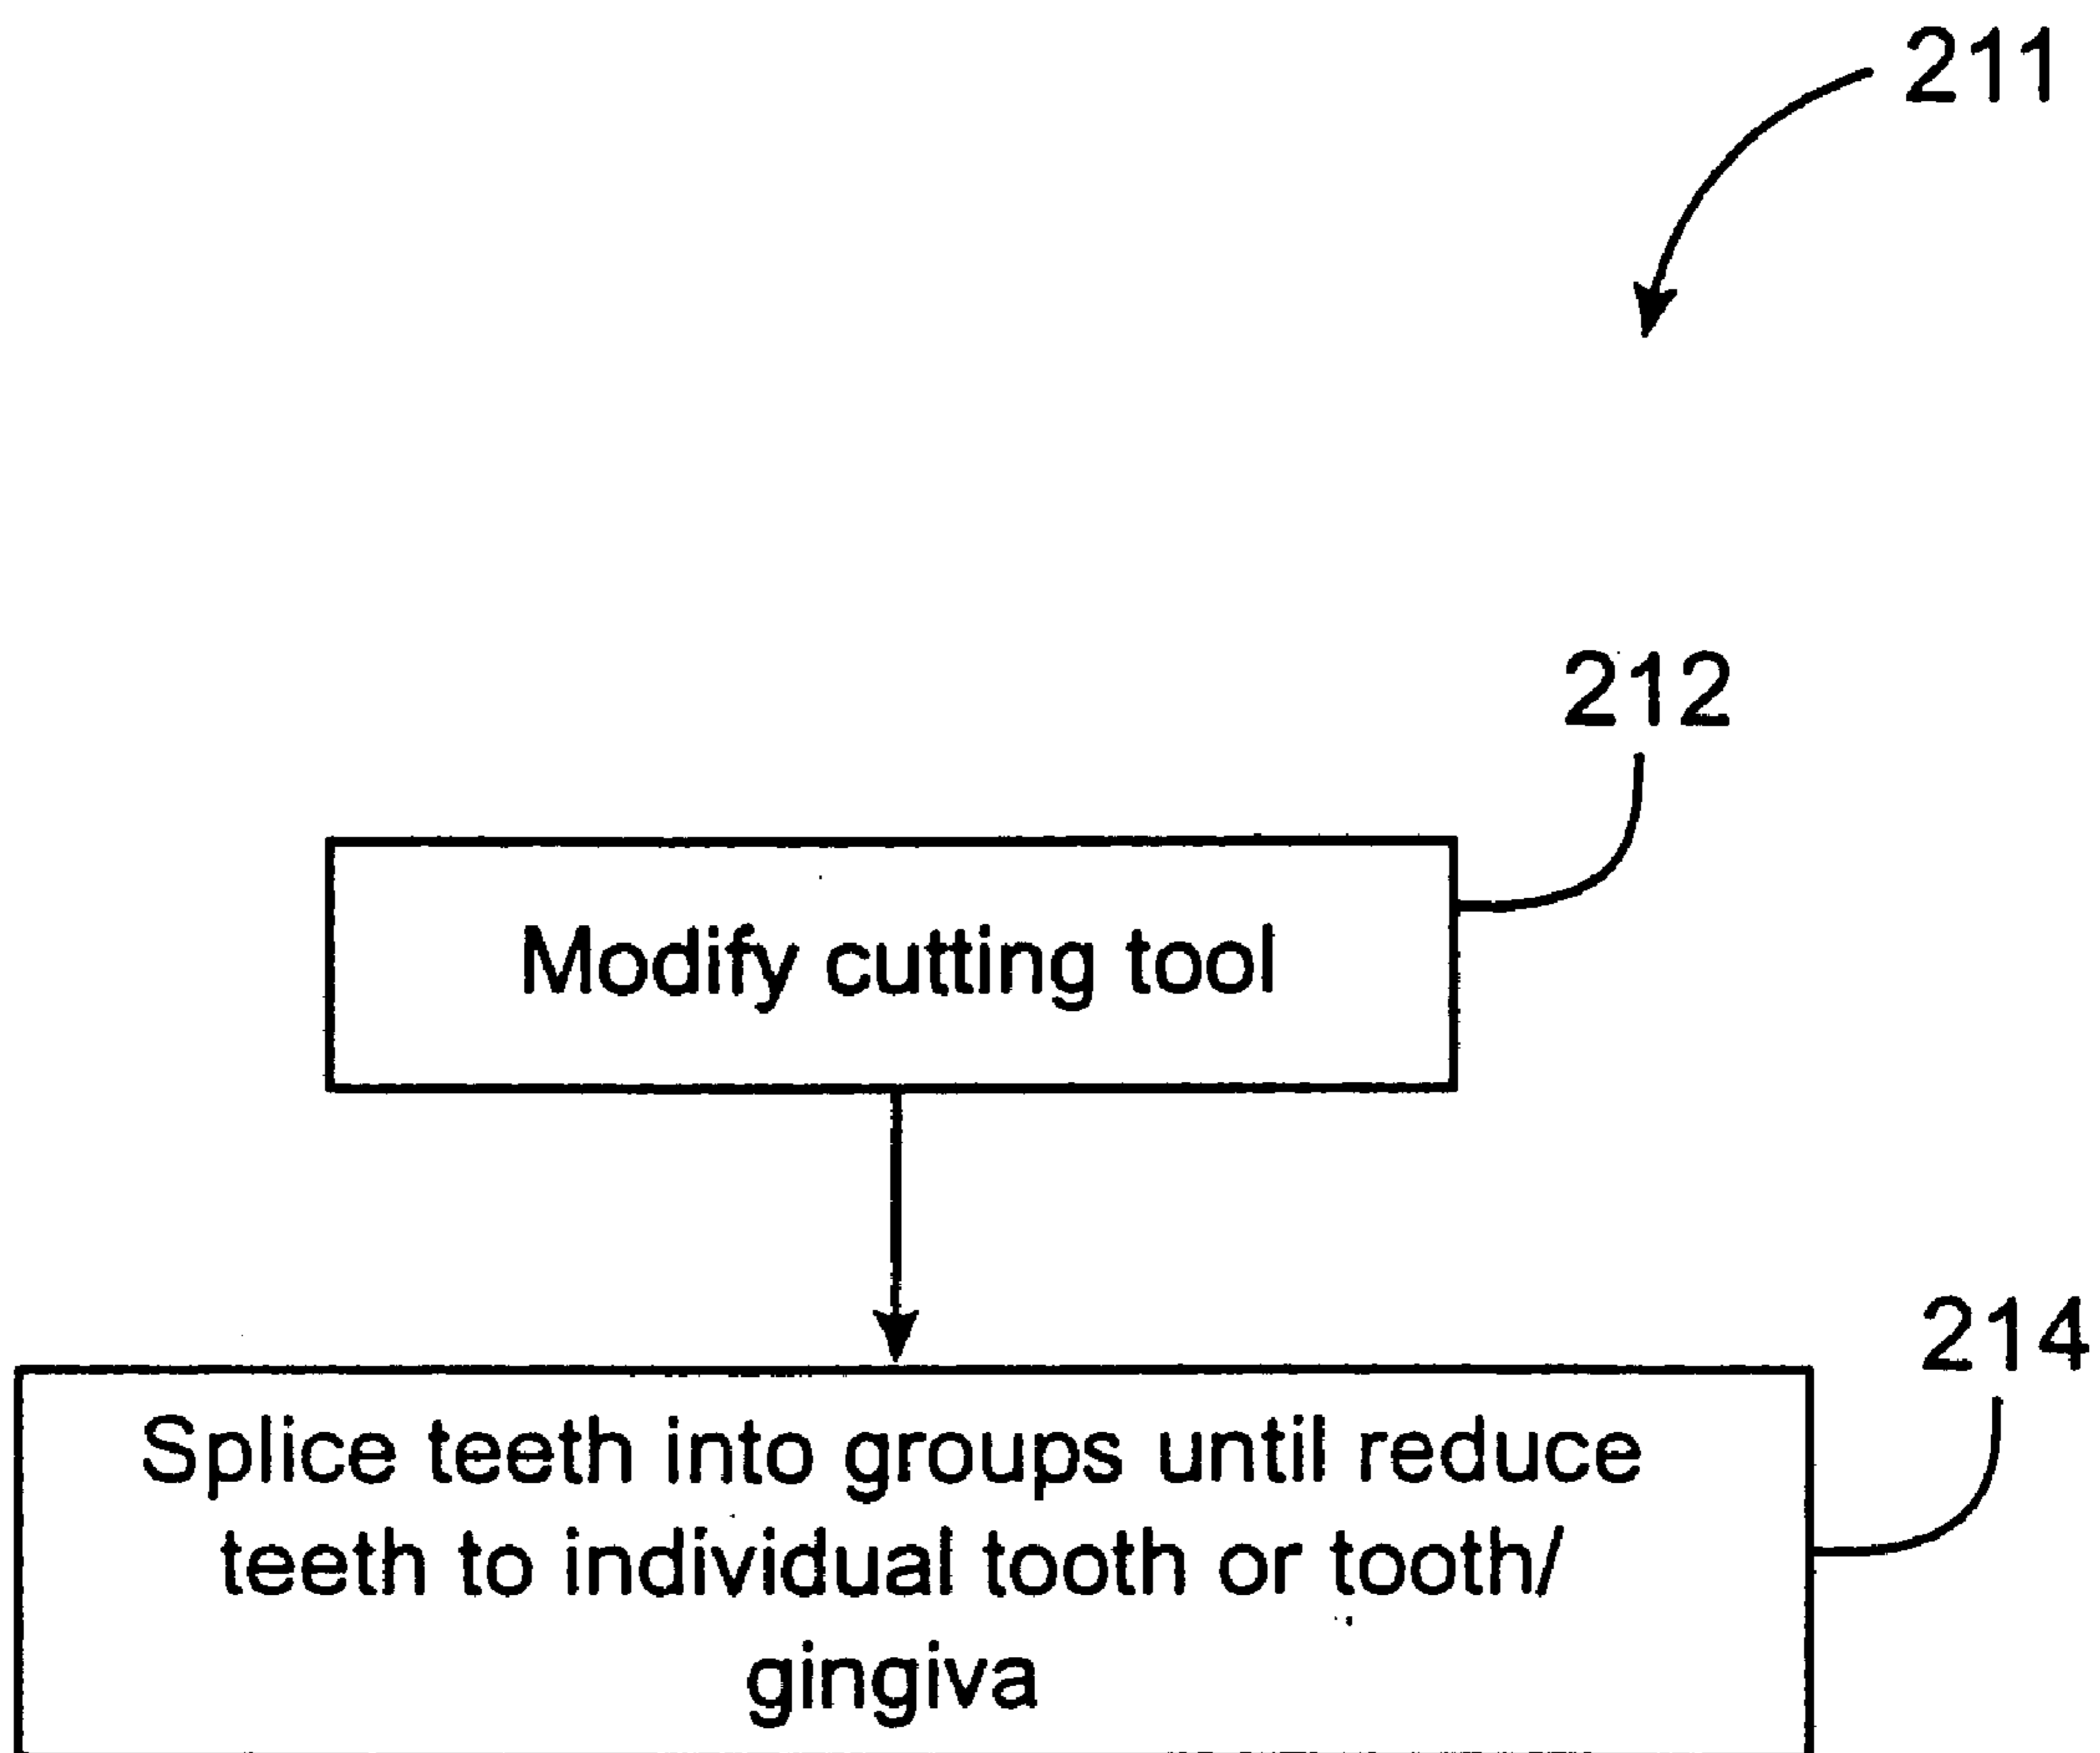 211
212
Modify cutting tool
214
Splice teeth into groups until reduce
teeth to individual tooth or tooth/
gingiva